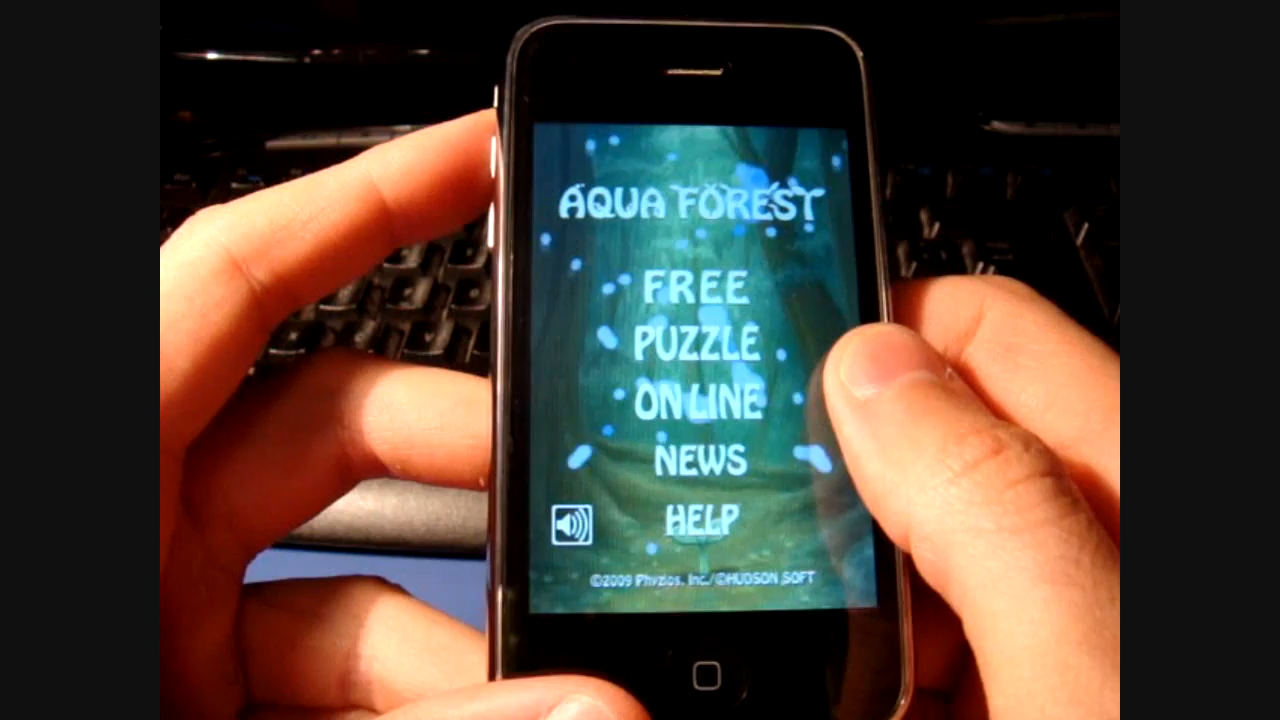 AQUA FOREST
FREE
PUZZLE
ON LINE
NEWS
HELP
©2009 Phyzios, Inc./©HUDSON SOFT